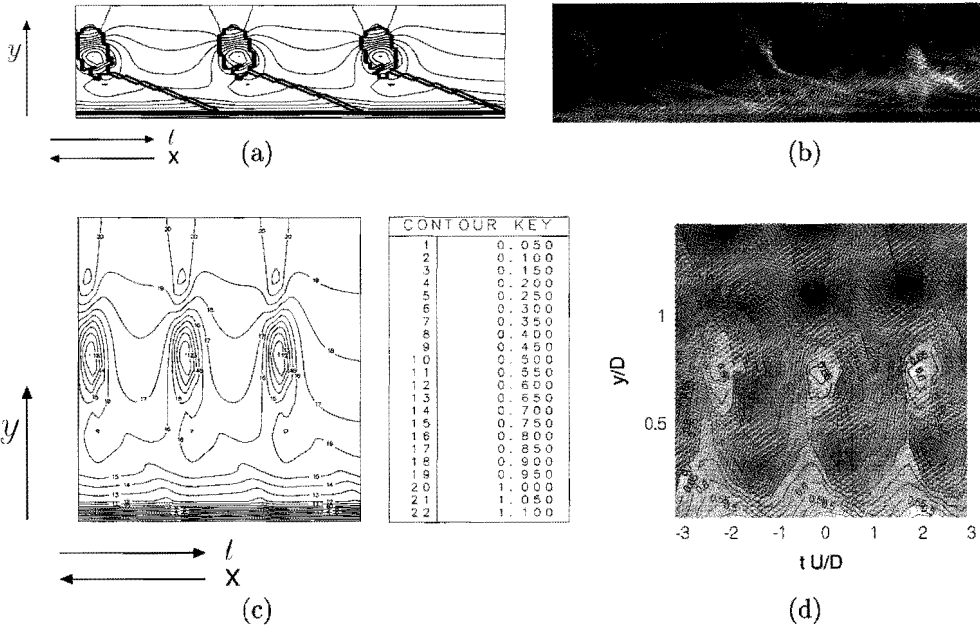 y
t
x
(a)
(b)
CONTOUR KEY
1 0.050
2 0.100
3 0.150
4 0.200
5 0.250
6 0.300
7 0.350
8 0.400
9 0.450
10 0.500
11 0.550
12 0.600
13 0.650
14 0.700
15 0.750
16 0.800
17 0.850
18 0.900
19 0.950
20 1.000
21 1.050
22 1.100
y
t
x
(c)
y/D
1
0.5
-3 -2 -1 0 1 2 3
t U/D
(d)